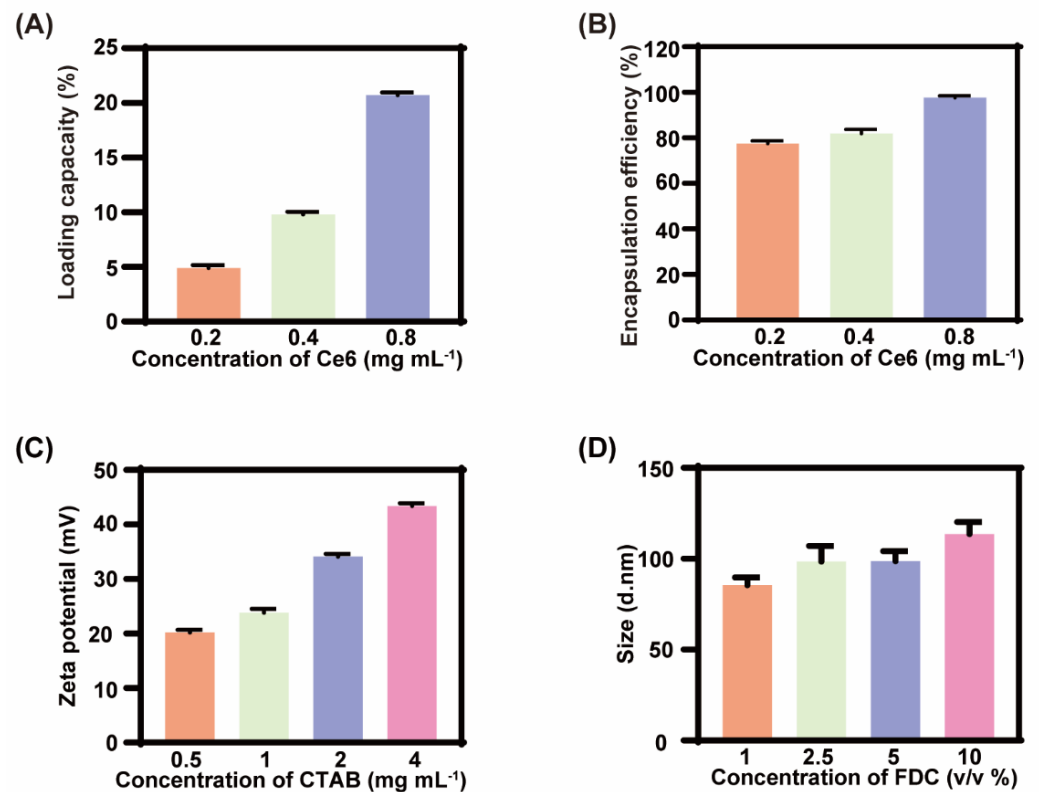 (A)
25
20
15
10
5
0
Loading capacaity (%)
0.2 0.4 0.8
Concentration of Ce6 (mg mL⁻¹)
(B)
120
100
80
60
40
20
0
Encapsulation efficiency (%)
0.2 0.4 0.8
Concentration of Ce6 (mg mL⁻¹)
(C)
50
40
30
20
10
0
Zeta potential (mV)
0.5 1 2 4
Concentration of CTAB (mg mL⁻¹)
(D)
150
100
50
0
Size (d.nm)
1 2.5 5 10
Concentration of FDC (v/v %)